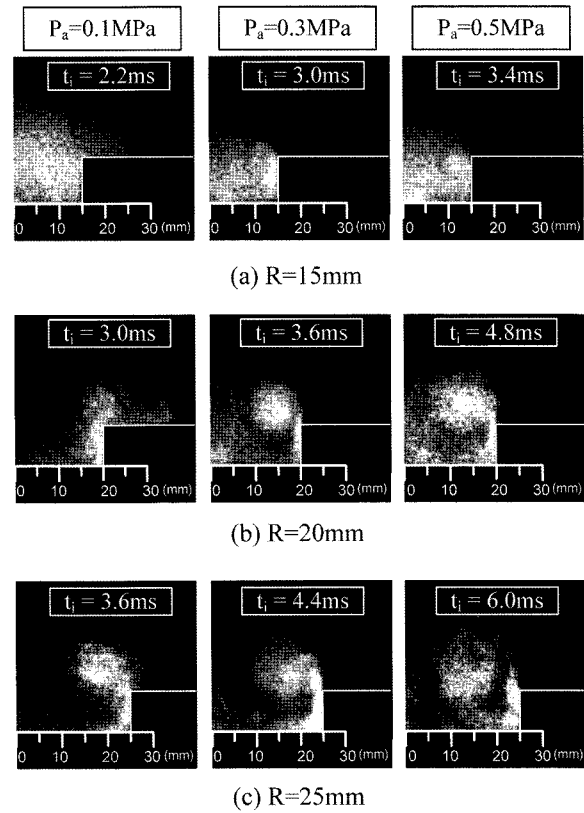 Pa=0.1MPa Pa=0.3MPa Pa=0.5MPa
ti = 2.2ms ti = 3.0ms ti = 3.4ms
0 10 20 30 (mm) 0 10 20 30 (mm) 0 10 20 30 (mm)
(a) R=15mm
ti = 3.0ms ti = 3.6ms ti = 4.8ms
0 10 20 30 (mm) 0 10 20 30 (mm) 0 10 20 30 (mm)
(b) R=20mm
ti = 3.6ms ti = 4.4ms ti = 6.0ms
0 10 20 30 (mm) 0 10 20 30 (mm) 0 10 20 30 (mm)
(c) R=25mm